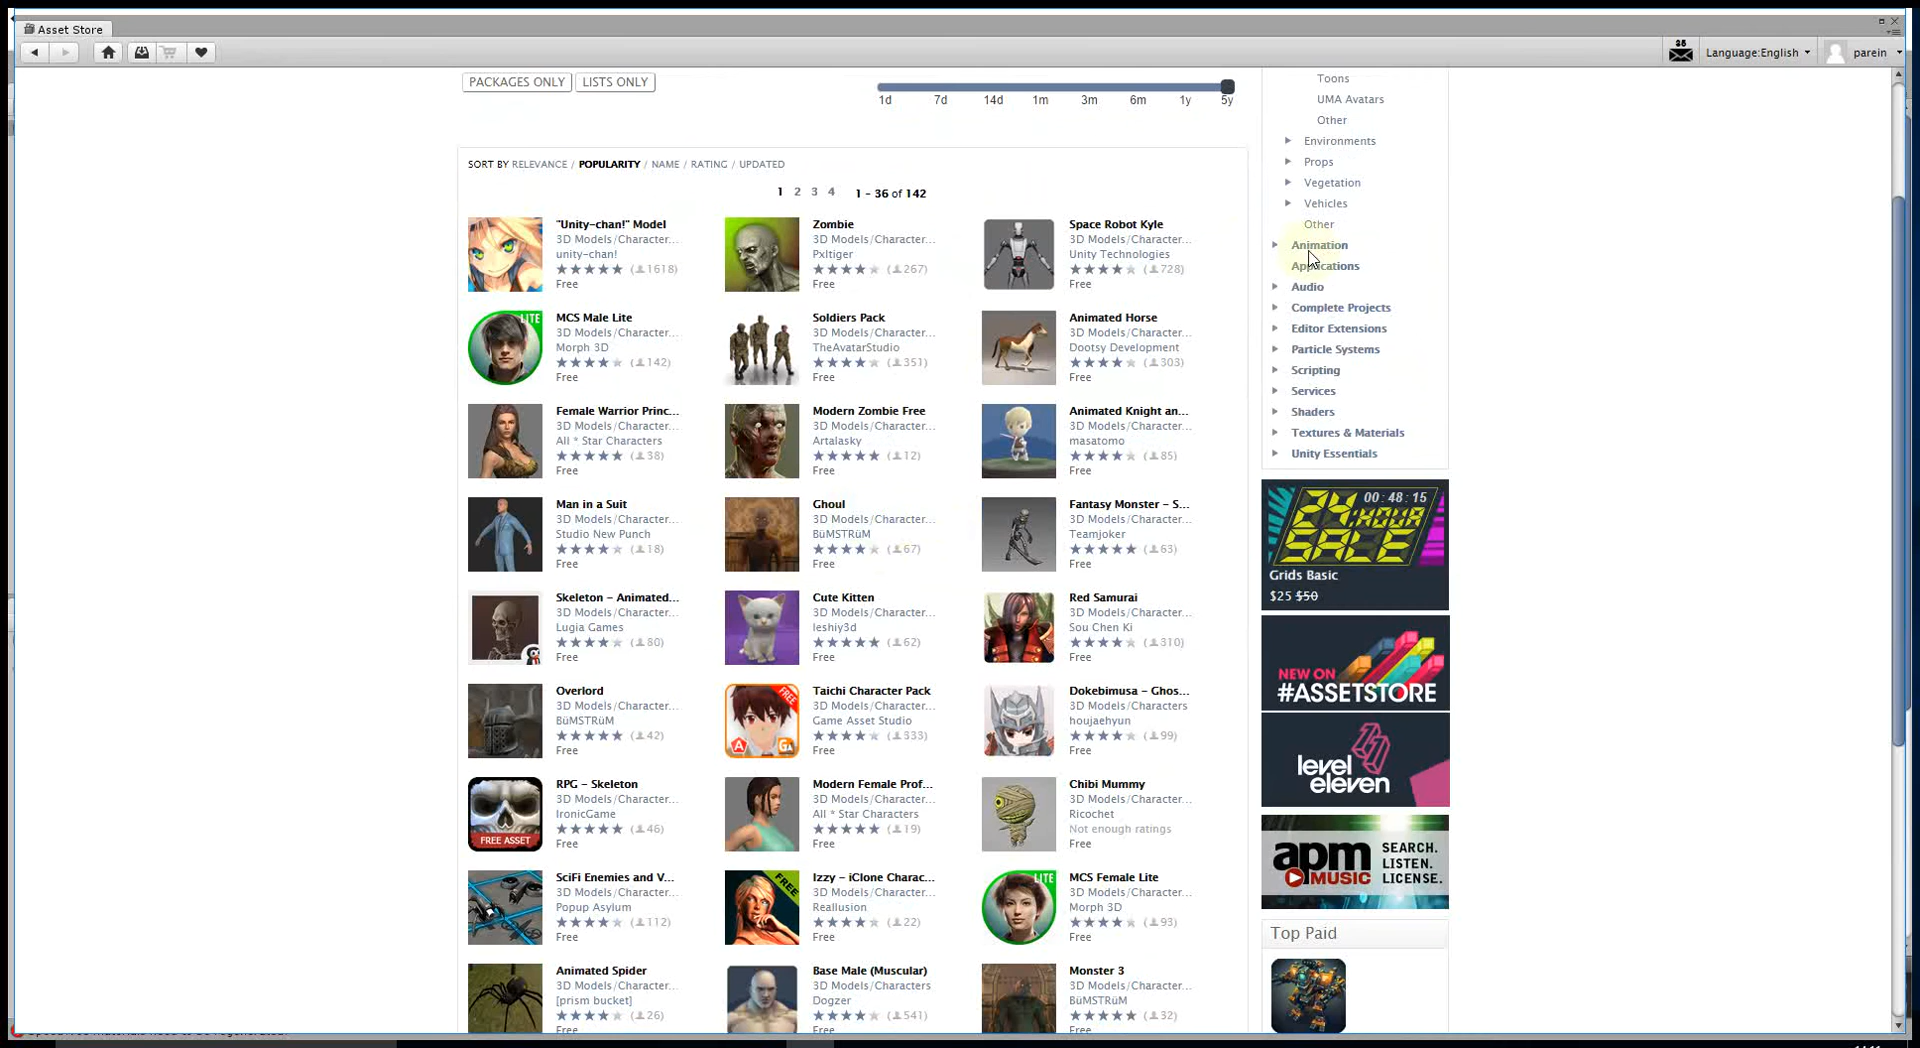 Asset Store
35
Language:English
parein
PACKAGES ONLY
LISTS ONLY
1d 7d 14d 1m 3m 6m 1y 5y
SORT BY RELEVANCE / POPULARITY / NAME / RATING / UPDATED
1 2 3 4 1 - 36 of 142
"Unity-chan!" Model
3D Models/Character...
unity-chan!
(1618)
Free
Zombie
3D Models/Character...
Pxltiger
(267)
Free
Space Robot Kyle
3D Models/Character...
Unity Technologies
(728)
Free
LITE
MCS Male Lite
3D Models/Character...
Morph 3D
(142)
Free
Soldiers Pack
3D Models/Character...
TheAvatarStudio
(351)
Free
Animated Horse
3D Models/Character...
Dootsy Development
(303)
Free
Female Warrior Princ...
3D Models/Character...
All * Star Characters
(38)
Free
Modern Zombie Free
3D Models/Character...
Artalasky
(12)
Free
Animated Knight an...
3D Models/Character...
masatomo
(85)
Free
Man in a Suit
3D Models/Character...
Studio New Punch
(18)
Free
Ghoul
3D Models/Character...
BüMSTRüM
(67)
Free
Fantasy Monster - S...
3D Models/Character...
Teamjoker
(63)
Free
Skeleton - Animated...
3D Models/Character...
Lugia Games
(80)
Free
Cute Kitten
3D Models/Character...
leshiy3d
(62)
Free
Red Samurai
3D Models/Character...
Sou Chen Ki
(310)
Free
Overlord
3D Models/Character...
BüMSTRüM
(42)
Free
FREE
Taichi Character Pack
3D Models/Character...
Game Asset Studio
(333)
Free
Dokebimusa - Ghos...
3D Models/Characters
houjaehyun
(99)
Free
FREE ASSET
RPG - Skeleton
3D Models/Character...
IronicGame
(46)
Free
Modern Female Prof...
3D Models/Character...
All * Star Characters
(19)
Free
Chibi Mummy
3D Models/Character...
Ricochet
Not enough ratings
Free
SciFi Enemies and V...
3D Models/Character...
Popup Asylum
(112)
Free
FREE
Izzy - iClone Charac...
3D Models/Character...
Reallusion
(22)
Free
LITE
MCS Female Lite
3D Models/Character...
Morph 3D
(93)
Free
Animated Spider
3D Models/Character...
[prism bucket]
(26)
Free
Base Male (Muscular)
3D Models/Characters
Dogzer
(541)
Free
Monster 3
3D Models/Character...
BüMSTRüM
(32)
Free
Toons
UMA Avatars
Other
Environments
Props
Vegetation
Vehicles
Other
Animation
Applications
Audio
Complete Projects
Editor Extensions
Particle Systems
Scripting
Services
Shaders
Textures & Materials
Unity Essentials
00:48:15
24 HOUR
SALE
Grids Basic
$25 $50
NEW ON
#ASSETSTORE
level
eleven
apm
MUSIC
SEARCH.
LISTEN.
LICENSE.
Top Paid